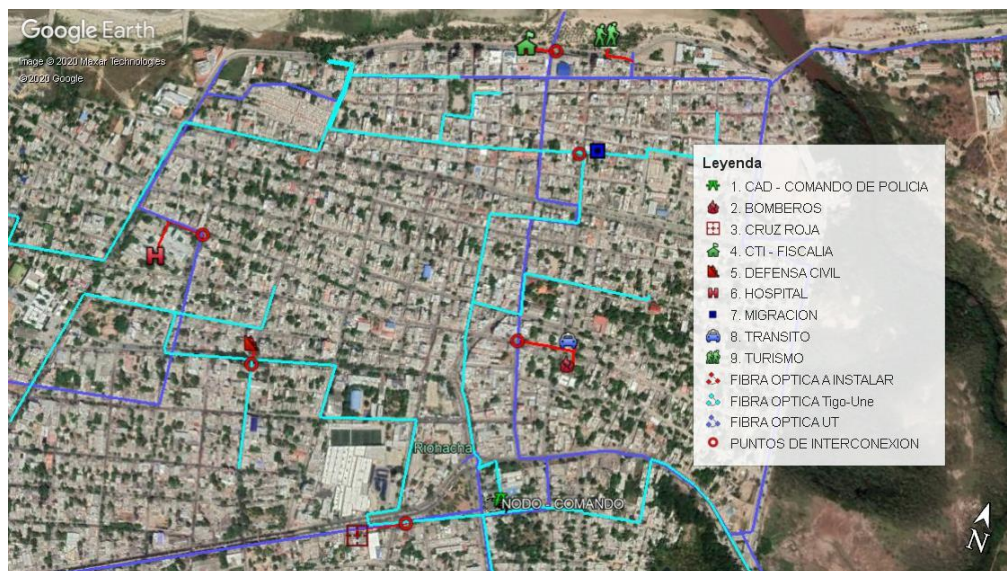 Google Earth
Image © 2020 Maxar Technologies
©2020 Google
Leyenda
1. CAD - COMANDO DE POLICIA
2. BOMBEROS
3. CRUZ ROJA
4. CTI - FISCALIA
5. DEFENSA CIVIL
6. HOSPITAL
7. MIGRACION
8. TRANSITO
9. TURISMO
FIBRA OPTICA A INSTALAR
FIBRA OPTICA Tigo-Une
FIBRA OPTICA UT
PUNTOS DE INTERCONEXION
Riohacha
NODO - COMANDO
N